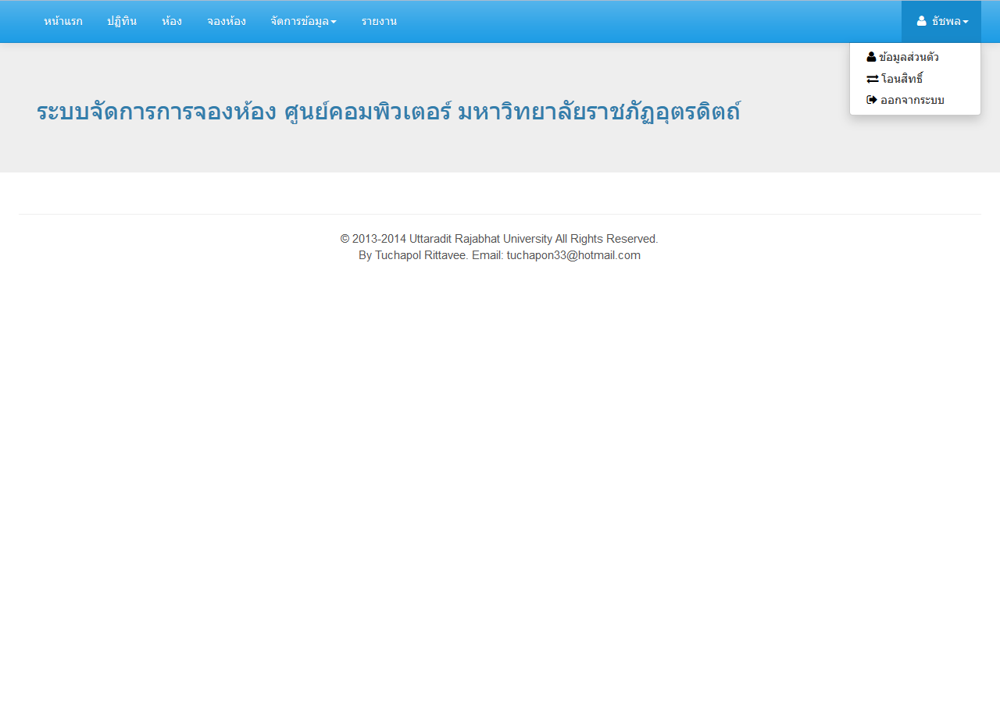 หน้าแรก ปฏิทิน ห้อง จองห้อง จัดการข้อมูล รายงาน ธัชพล
ข้อมูลส่วนตัว
โอนสิทธิ์
ออกจากระบบ
ระบบจัดการการจองห้อง ศูนย์คอมพิวเตอร์ มหาวิทยาลัยราชภัฏอุตรดิตถ์
© 2013-2014 Uttaradit Rajabhat University All Rights Reserved.
By Tuchapol Rittavee. Email: tuchapon33@hotmail.com